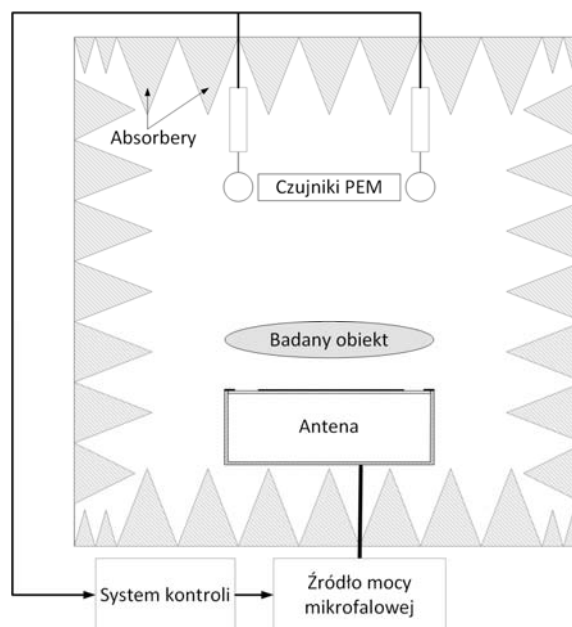 Absorbery
Czujniki PEM
Badany obiekt
Antena
System kontroli
Źródło mocy
mikrofalowej